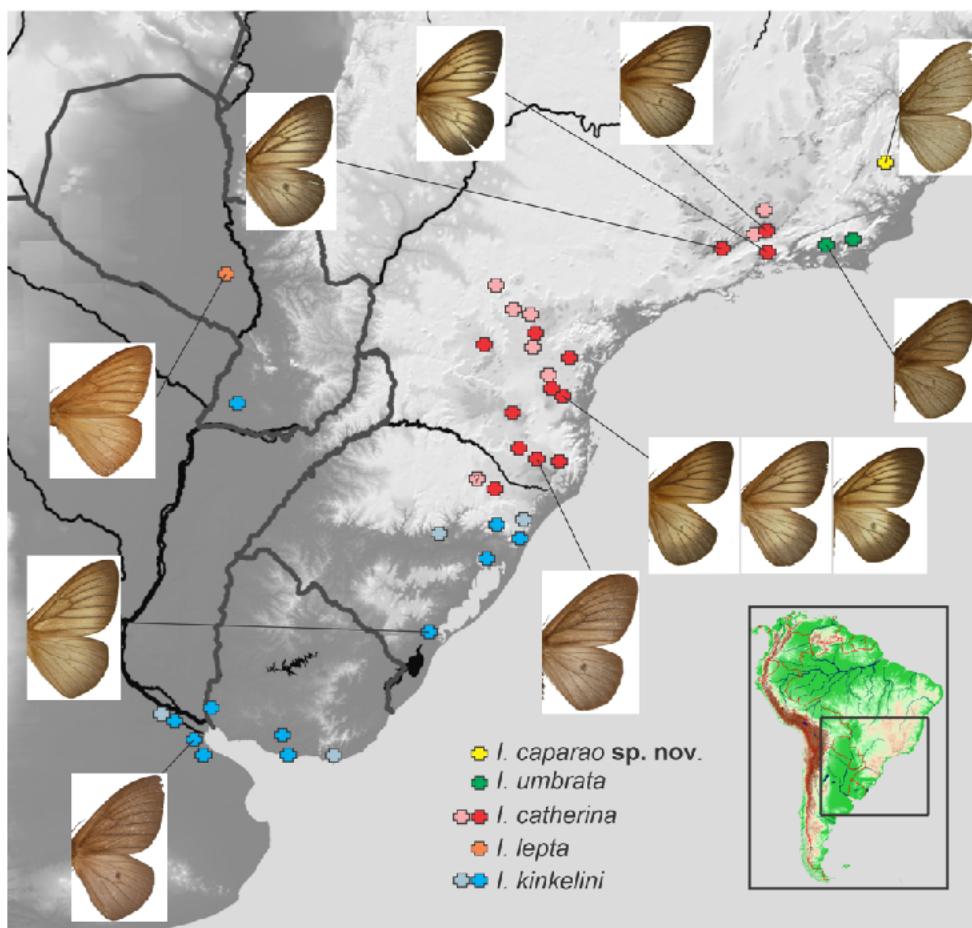 I. caparao sp. nov.
I. umbrata
I. catherina
I. lepta
I. kinkelini
?